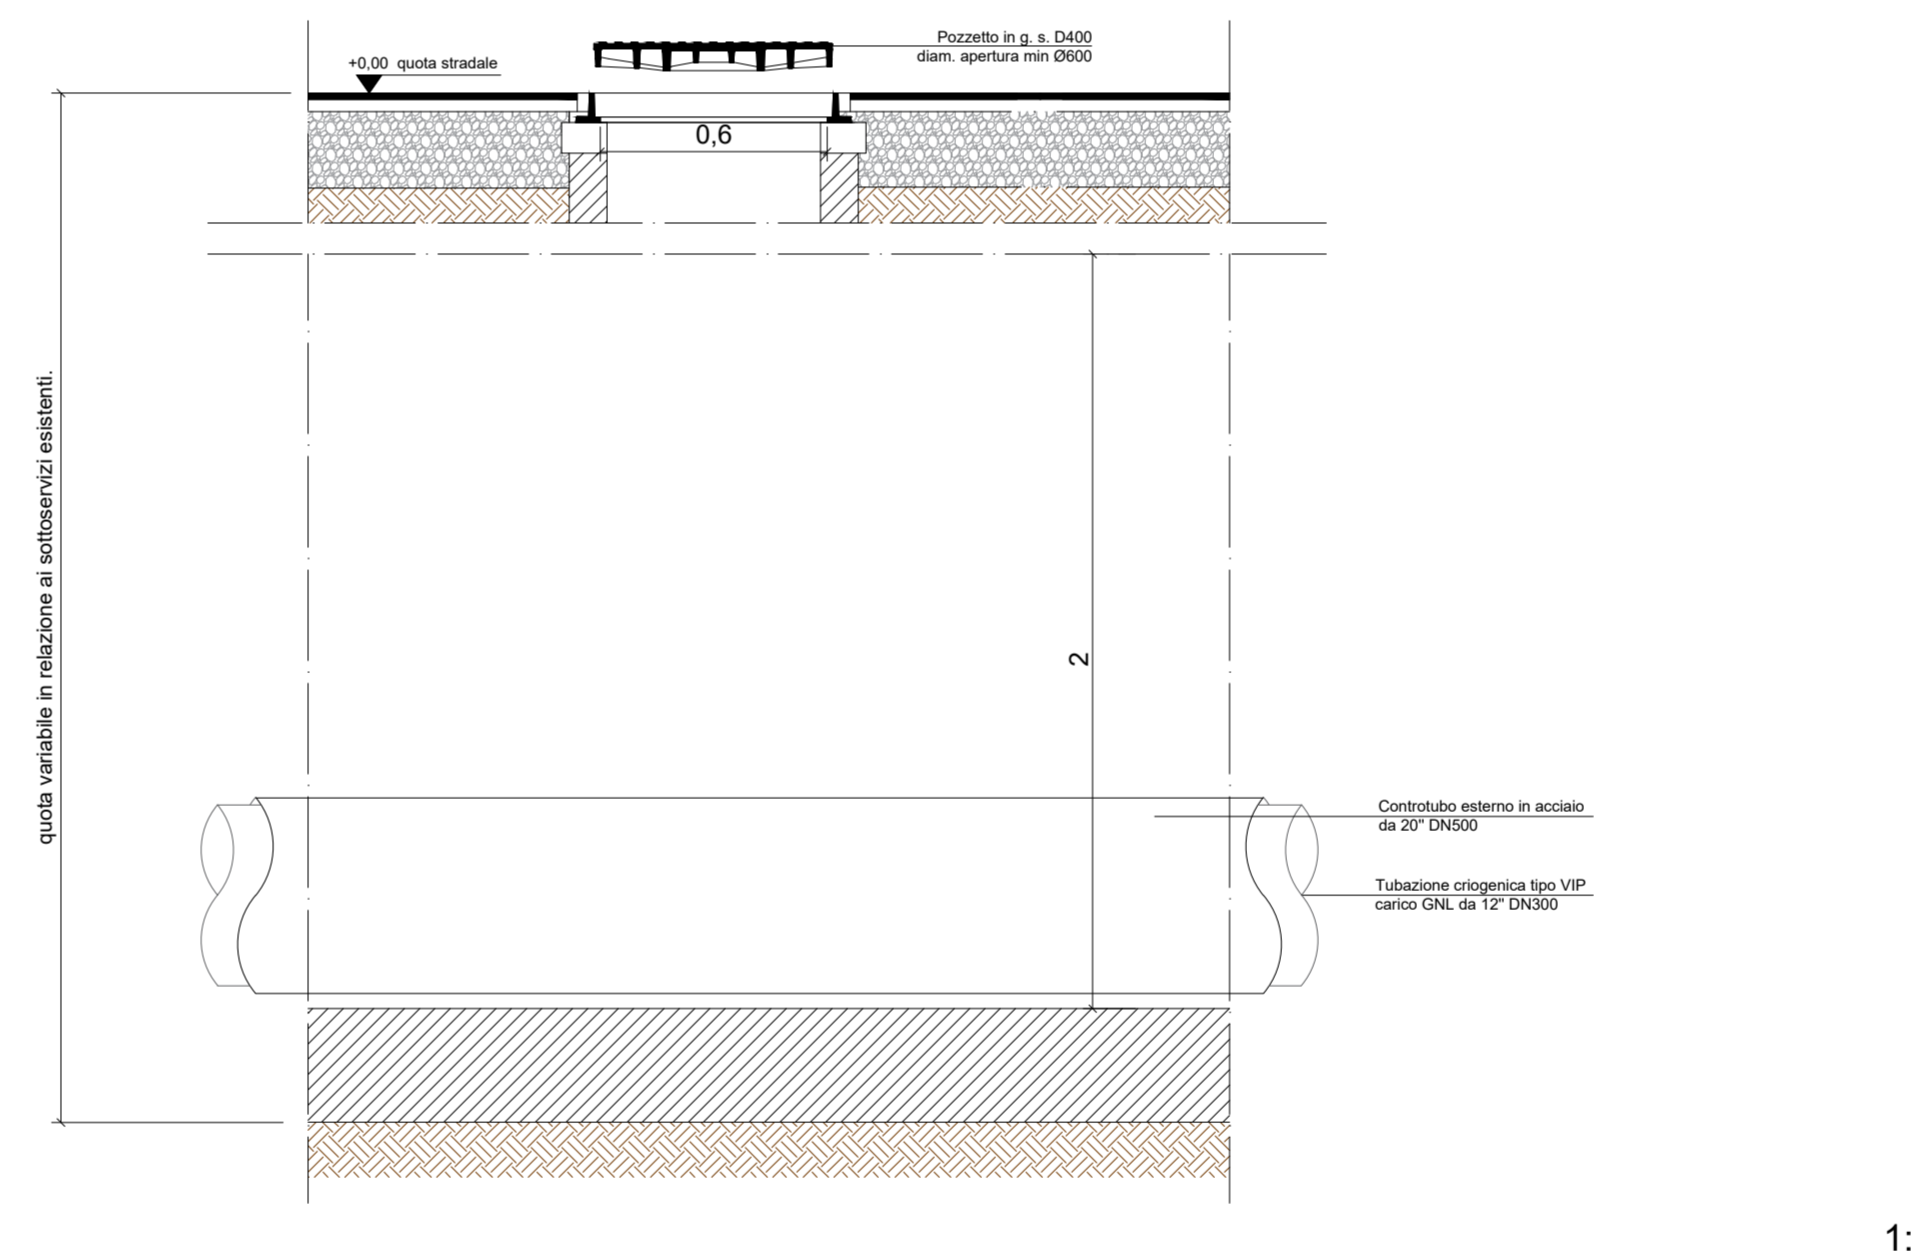 Pozzetto in g. s. D400
diam. apertura min Ø600
+0,00 quota stradale
0,6
quota variabile in relazione ai sottoservizi esistenti.
2
Controtubo esterno in acciaio
da 20" DN500
Tubazione criogenica tipo VIP
carico GNL da 12" DN300
1: